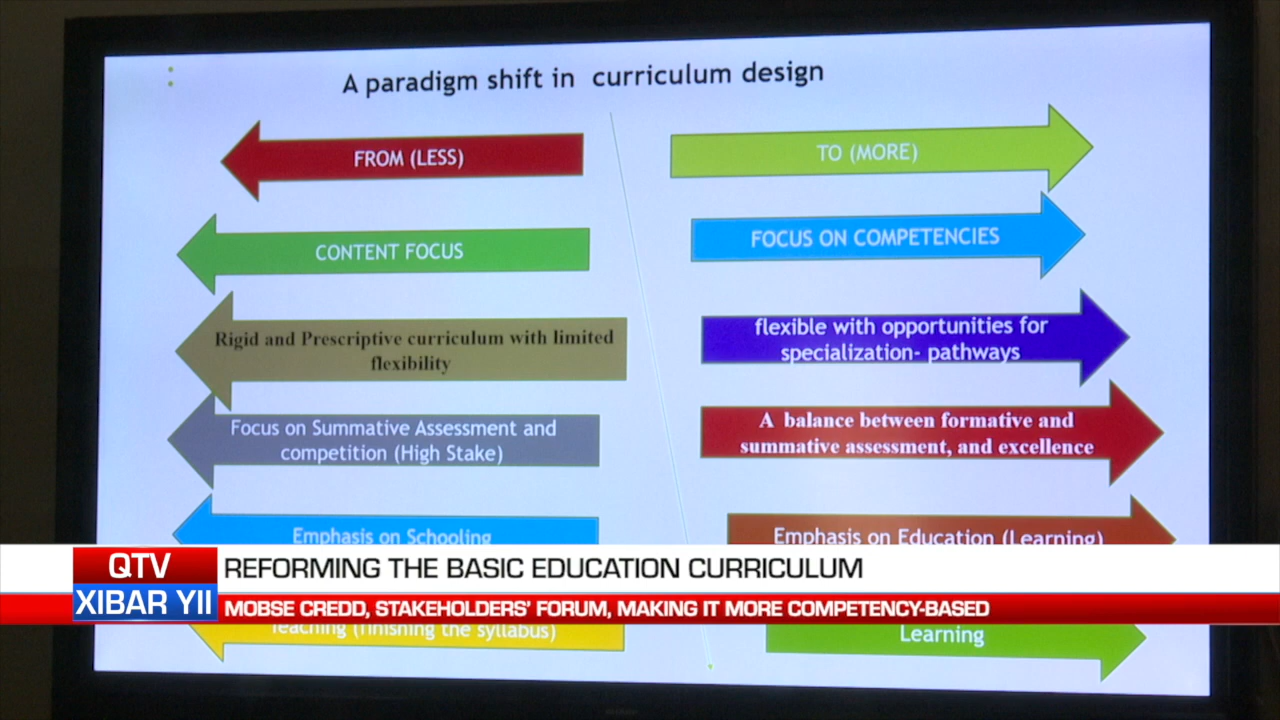 A paradigm shift in curriculum design
FROM (LESS)
TO (MORE)
CONTENT FOCUS
FOCUS ON COMPETENCIES
Rigid and Prescriptive curriculum with limited
flexibility
flexible with opportunities for
specialization- pathways
Focus on Summative Assessment and
competition (High Stake)
A balance between formative and
summative assessment, and excellence
Emphasis on Schooling
Emphasis on Education (Learning)
Teaching (finishing the syllabus)
Learning
QTV
XIBAR YII
REFORMING THE BASIC EDUCATION CURRICULUM
MOBSE CREDD, STAKEHOLDERS' FORUM, MAKING IT MORE COMPETENCY-BASED